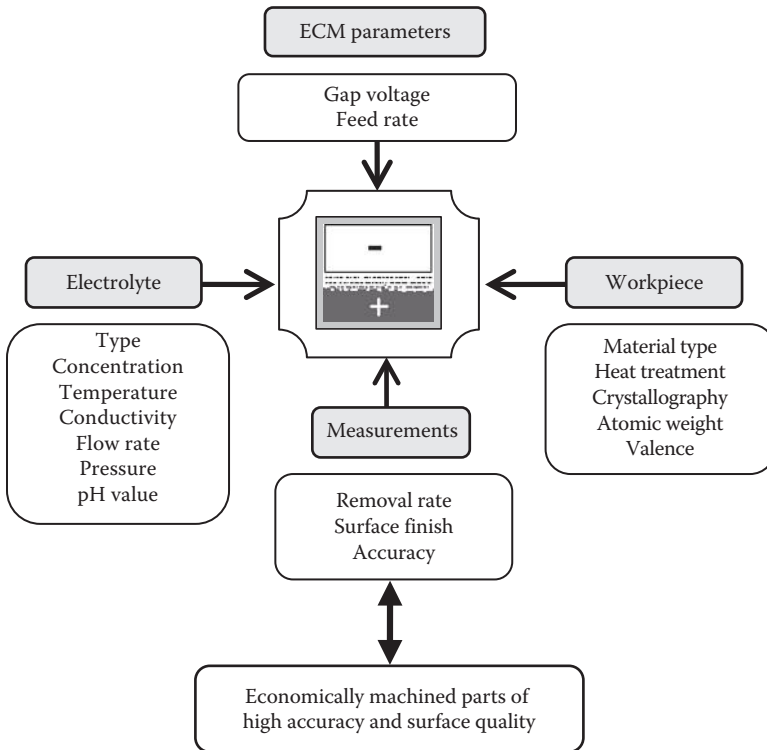 ECM parameters
Gap voltage
Feed rate
-
+
Electrolyte
Type
Concentration
Temperature
Conductivity
Flow rate
Pressure
pH value
Workpiece
Material type
Heat treatment
Crystallography
Atomic weight
Valence
Measurements
Removal rate
Surface finish
Accuracy
Economically machined parts of
high accuracy and surface quality